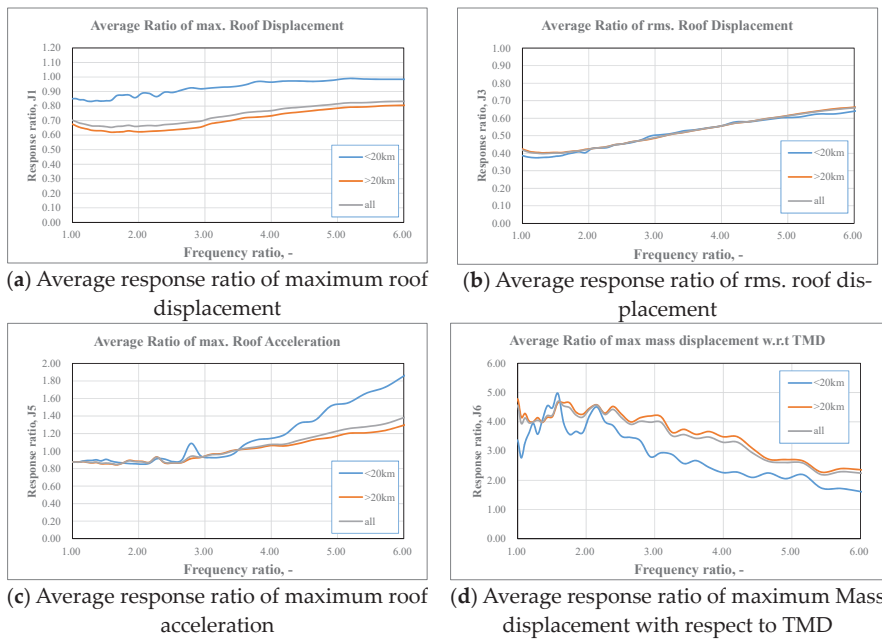 Average Ratio of max. Roof Displacement
1.20
1.10
1.00
0.90
0.80
0.70
0.60
0.50
0.40
0.30
0.20
0.10
0.00
Response ratio, J1
<20km
>20km
all
1.00 2.00 3.00 4.00 5.00 6.00
Frequency ratio, -
(a) Average response ratio of maximum roof
displacement
Average Ratio of rms. Roof Displacement
1.00
0.90
0.80
0.70
0.60
0.50
0.40
0.30
0.20
0.10
0.00
Response ratio, J3
<20km
>20km
all
1.00 2.00 3.00 4.00 5.00 6.00
Frequency ratio, -
(b) Average response ratio of rms. roof dis-
placement
Average Ratio of max. Roof Acceleration
2.00
1.80
1.60
1.40
1.20
1.00
0.80
0.60
0.40
0.20
0.00
Response ratio, J5
<20km
>20km
all
1.00 2.00 3.00 4.00 5.00 6.00
Frequency ratio, -
(c) Average response ratio of maximum roof
acceleration
Average Ratio of max mass displacement w.r.t TMD
6.00
5.00
4.00
3.00
2.00
1.00
0.00
Response ratio, J6
<20km
>20km
all
1.00 2.00 3.00 4.00 5.00 6.00
Frequency ratio, -
(d) Average response ratio of maximum Mass
displacement with respect to TMD